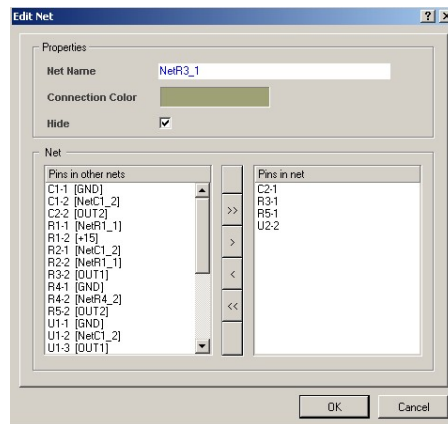 Edit Net
? X
Properties
Net Name NetR3_1
Connection Color
Hide
Net
Pins in other nets
C1-1 [GND]
C1-2 [NetC1_2]
C2-2 [OUT2]
R1-1 [NetR1_1]
R1-2 [+15]
R2-1 [NetC1_2]
R2-2 [NetR1_1]
R3-2 [OUT1]
R4-1 [GND]
R4-2 [NetR4_2]
R5-2 [OUT2]
U1-1 [GND]
U1-2 [NetC1_2]
U1-3 [OUT1]
>>
>
<
<<
Pins in net
C2-1
R3-1
R5-1
U2-2
OK Cancel